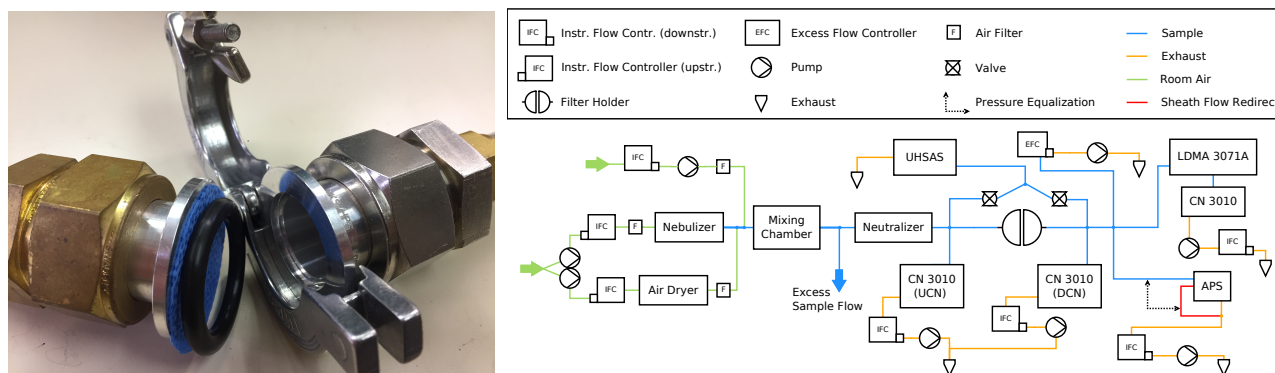 IFC Instr. Flow Contr. (downstr.) EFC Excess Flow Controller F Air Filter Sample
Exhaust
IFC Instr. Flow Controller (upstr.) Pump Valve
Room Air
Filter Holder Exhaust Pressure Equalization Sheath Flow Redirec
IFC F
UHSAS
EFC
LDMA 3071A
CN 3010
IFC F Nebulizer
Mixing
Chamber
Neutralizer
IFC Air Dryer F
Excess
Sample Flow
CN 3010
(UCN)
CN 3010
(DCN)
IFC
APS
IFC
IFC
IFC